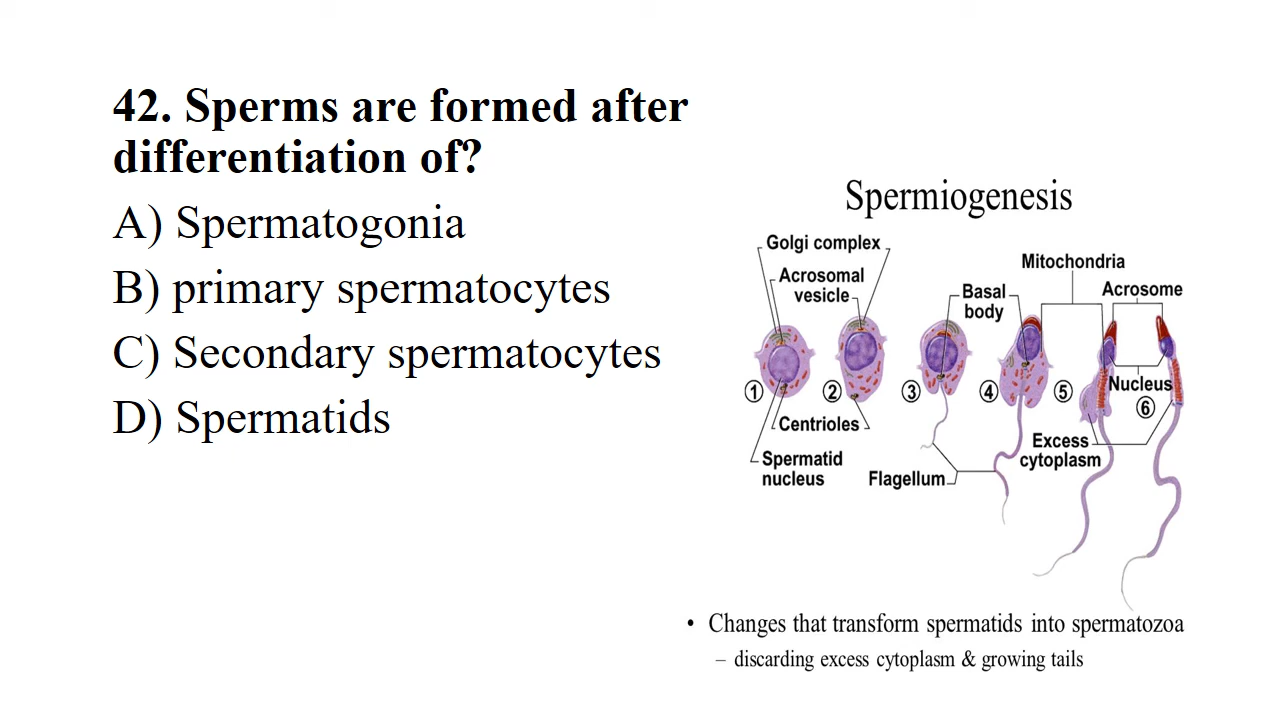 42. Sperms are formed after
differentiation of?
A) Spermatogonia
B) primary spermatocytes
C) Secondary spermatocytes
D) Spermatids
Spermiogenesis
Golgi complex
Acrosomal
vesicle
Basal
body
Mitochondria
Acrosome
① ② ③ ④ ⑤
Nucleus
⑥
Centrioles
Spermatid
nucleus
Flagellum
Excess
cytoplasm
• Changes that transform spermatids into spermatozoa
– discarding excess cytoplasm & growing tails